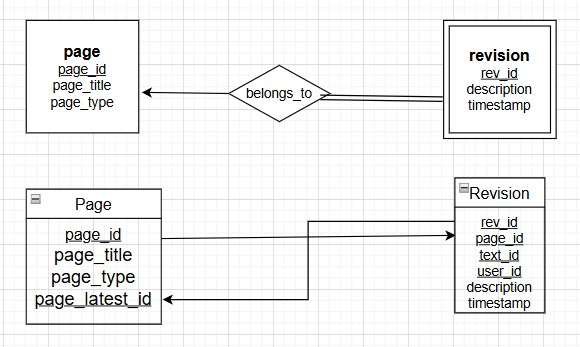 page
page_id
page_title
page_type
belongs_to
revision
rev_id
description
timestamp
Page
page_id
page_title
page_type
page_latest_id
Revision
rev_id
page_id
text_id
user_id
description
timestamp